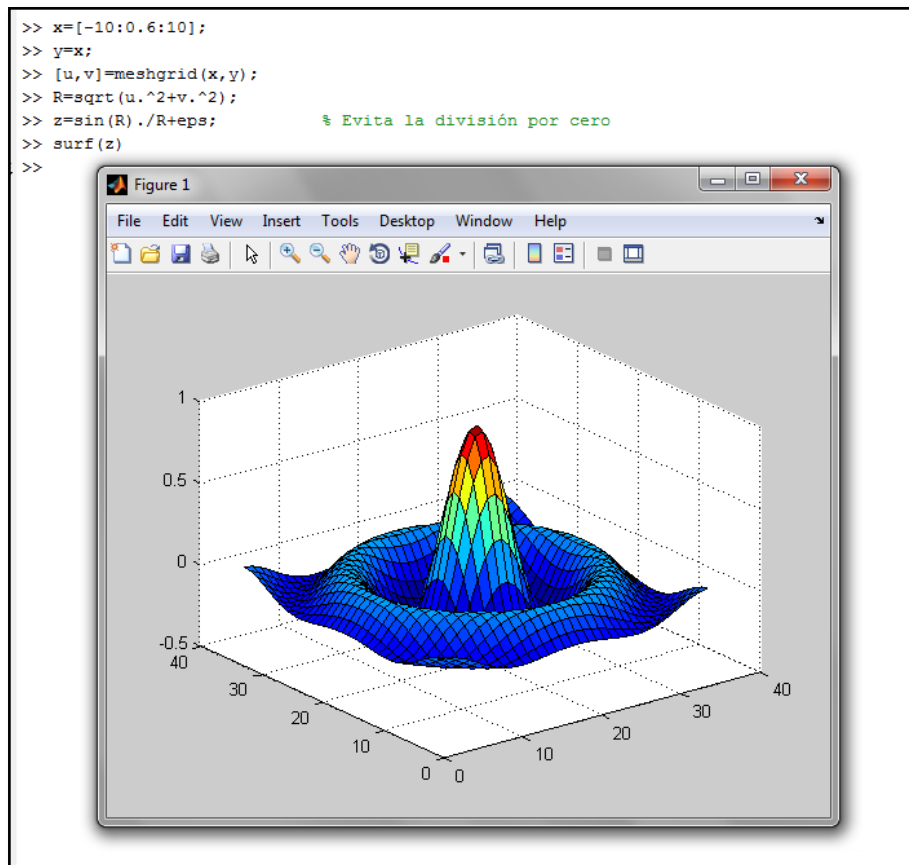 >> x=[-10:0.6:10];
>> y=x;
>> [u,v]=meshgrid(x,y);
>> R=sqrt(u.^2+v.^2);
>> z=sin(R)./R+eps; % Evita la división por cero
>> surf(z)
>>
Figure 1
File Edit View Insert Tools Desktop Window Help
1
0.5
0
-0.5
40
30
20
10
0
0
10
20
30
40